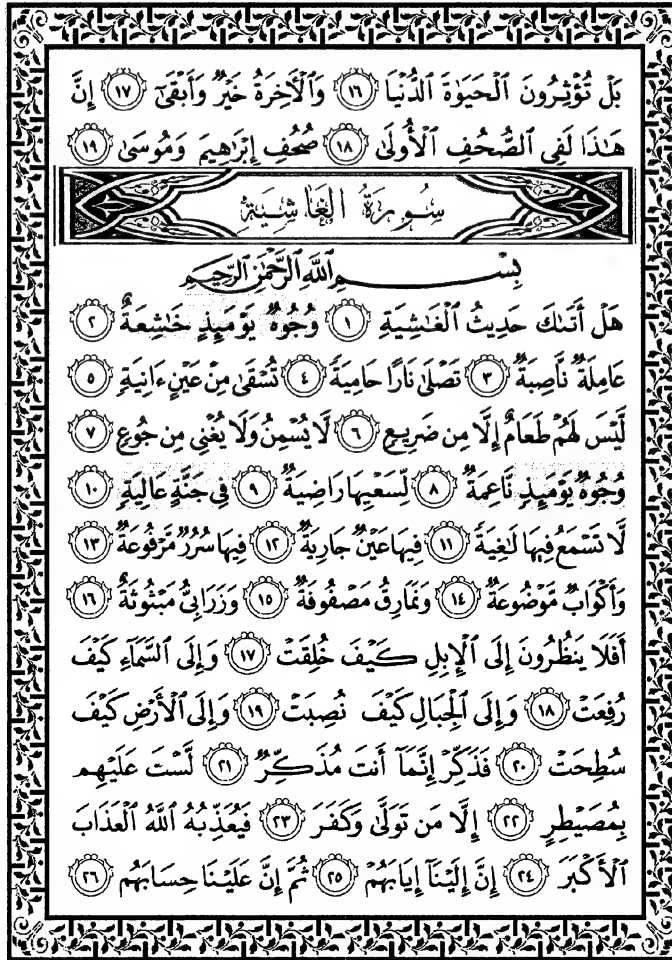 بَلْ تُؤْثِرُونَ ٱلْحَيَوٰةَ ٱلدُّنْيَا ١٦ وَٱلْأَخِرَةُ خَيْرٌ وَأَبْقَىٰٓ ١٧ إِنَّ
هَـٰذَا لَفِى ٱلصُّحُفِ ٱلْأُولَىٰ ١٨ صُحُفِ إِبْرَٰهِيمَ وَمُوسَىٰ ١٩
سُورَةُ الغَاشِيَةِ
بِسْمِ اللَّهِ الرَّحْمَٰنِ الرَّحِيمِ
هَلْ أَتَىٰكَ حَدِيثُ ٱلْغَـٰشِيَةِ ١ وُجُوهٌ يَوْمَئِذٍ خَـٰشِعَةٌ ٢
عَامِلَةٌ نَّاصِبَةٌ ٣ تَصْلَىٰ نَارًا حَامِيَةً ٤ تُسْقَىٰ مِنْ عَيْنٍ ءَانِيَةٍ ٥
لَّيْسَ لَهُمْ طَعَامٌ إِلَّا مِن ضَرِيعٍ ٦ لَّا يُسْمِنُ وَلَا يُغْنِى مِن جُوعٍ ٧
وُجُوهٌ يَوْمَئِذٍ نَّاعِمَةٌ ٨ لِّسَعْيِهَا رَاضِيَةٌ ٩ فِى جَنَّةٍ عَالِيَةٍ ١٠
لَّا تَسْمَعُ فِيهَا لَـٰغِيَةً ١١ فِيهَا عَيْنٌ جَارِيَةٌ ١٢ فِيهَا سُرُرٌ مَّرْفُوعَةٌ ١٣
وَأَكْوَابٌ مَّوْضُوعَةٌ ١٤ وَنَمَارِقُ مَصْفُوفَةٌ ١٥ وَزَرَابِىُّ مَبْثُوثَةٌ ١٦
أَفَلَا يَنظُرُونَ إِلَى ٱلْإِبِلِ كَيْفَ خُلِقَتْ ١٧ وَإِلَى ٱلسَّمَآءِ كَيْفَ
رُفِعَتْ ١٨ وَإِلَى ٱلْجِبَالِ كَيْفَ نُصِبَتْ ١٩ وَإِلَى ٱلْأَرْضِ كَيْفَ
سُطِحَتْ ٢٠ فَذَكِّرْ إِنَّمَآ أَنتَ مُذَكِّرٌ ٢١ لَّسْتَ عَلَيْهِم
بِمُصَيْطِرٍ ٢٢ إِلَّا مَن تَوَلَّىٰ وَكَفَرَ ٢٣ فَيُعَذِّبُهُ ٱللَّهُ ٱلْعَذَابَ
ٱلْأَكْبَرَ ٢٤ إِنَّ إِلَيْنَآ إِيَابَهُمْ ٢٥ ثُمَّ إِنَّ عَلَيْنَا حِسَابَهُم ٢٦